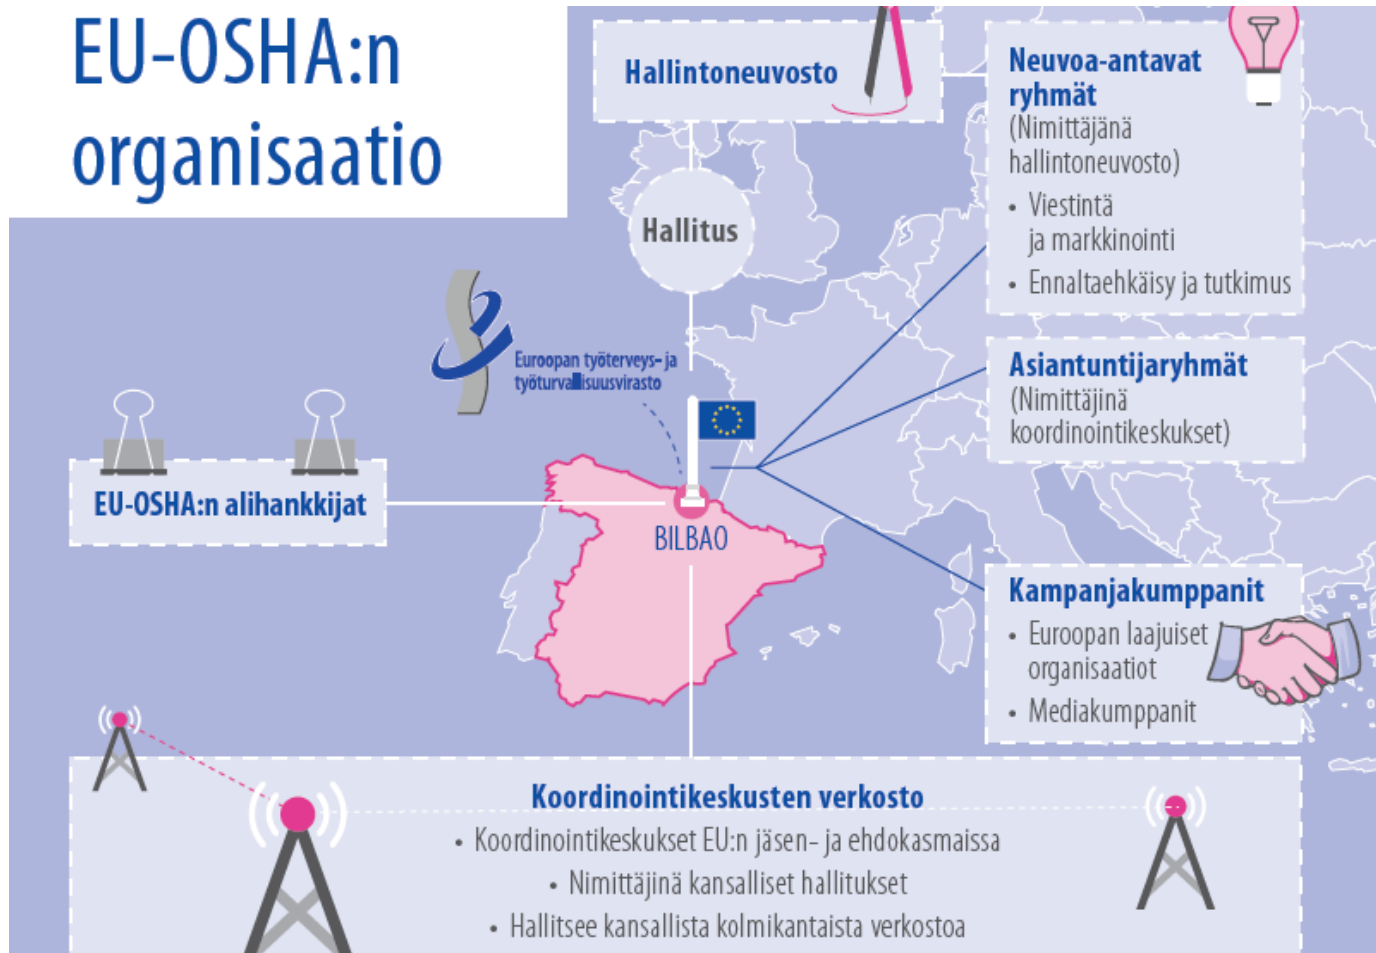 EU-OSHA:n
organisaatio
Hallintoneuvosto
Neuvoa-antavat
ryhmät
(Nimittäjänä
hallintoneuvosto)
• Viestintä
ja markkinointi
• Ennaltaehkäisy ja tutkimus
Hallitus
Euroopan työterveys- ja
työturvallisuusvirasto
Asiantuntijaryhmät
(Nimittäjinä
koordinointikeskukset)
EU-OSHA:n alihankkijat
BILBAO
Kampanjakumppanit
• Euroopan laajuiset
organisaatiot
• Mediakumppanit
Koordinointikeskusten verkosto
• Koordinointikeskukset EU:n jäsen- ja ehdokasmaissa
• Nimittäjinä kansalliset hallitukset
• Hallitsee kansallista kolmikantaista verkostoa